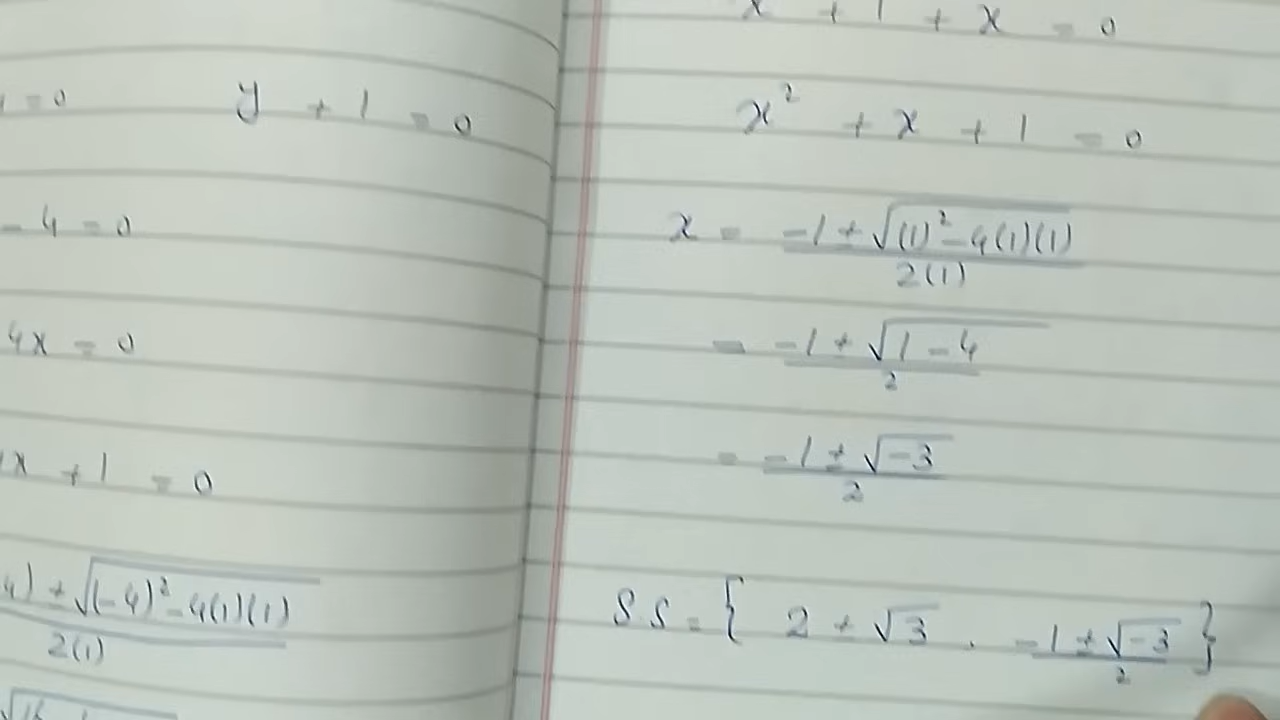 = 0 y + 1 = 0
- 4 = 0
4x = 0
x + 1 = 0
4) ± √(-4)² - 4(1)(1)
2(1)
+ 1 + x = 0
x² + x + 1 = 0
x = -1 ± √(1)² - 4(1)(1)
2(1)
= -1 ± √1 - 4
2
= -1 ± √-3
2
S.S = { 2 ± √3 , -1 ± √-3 }
2